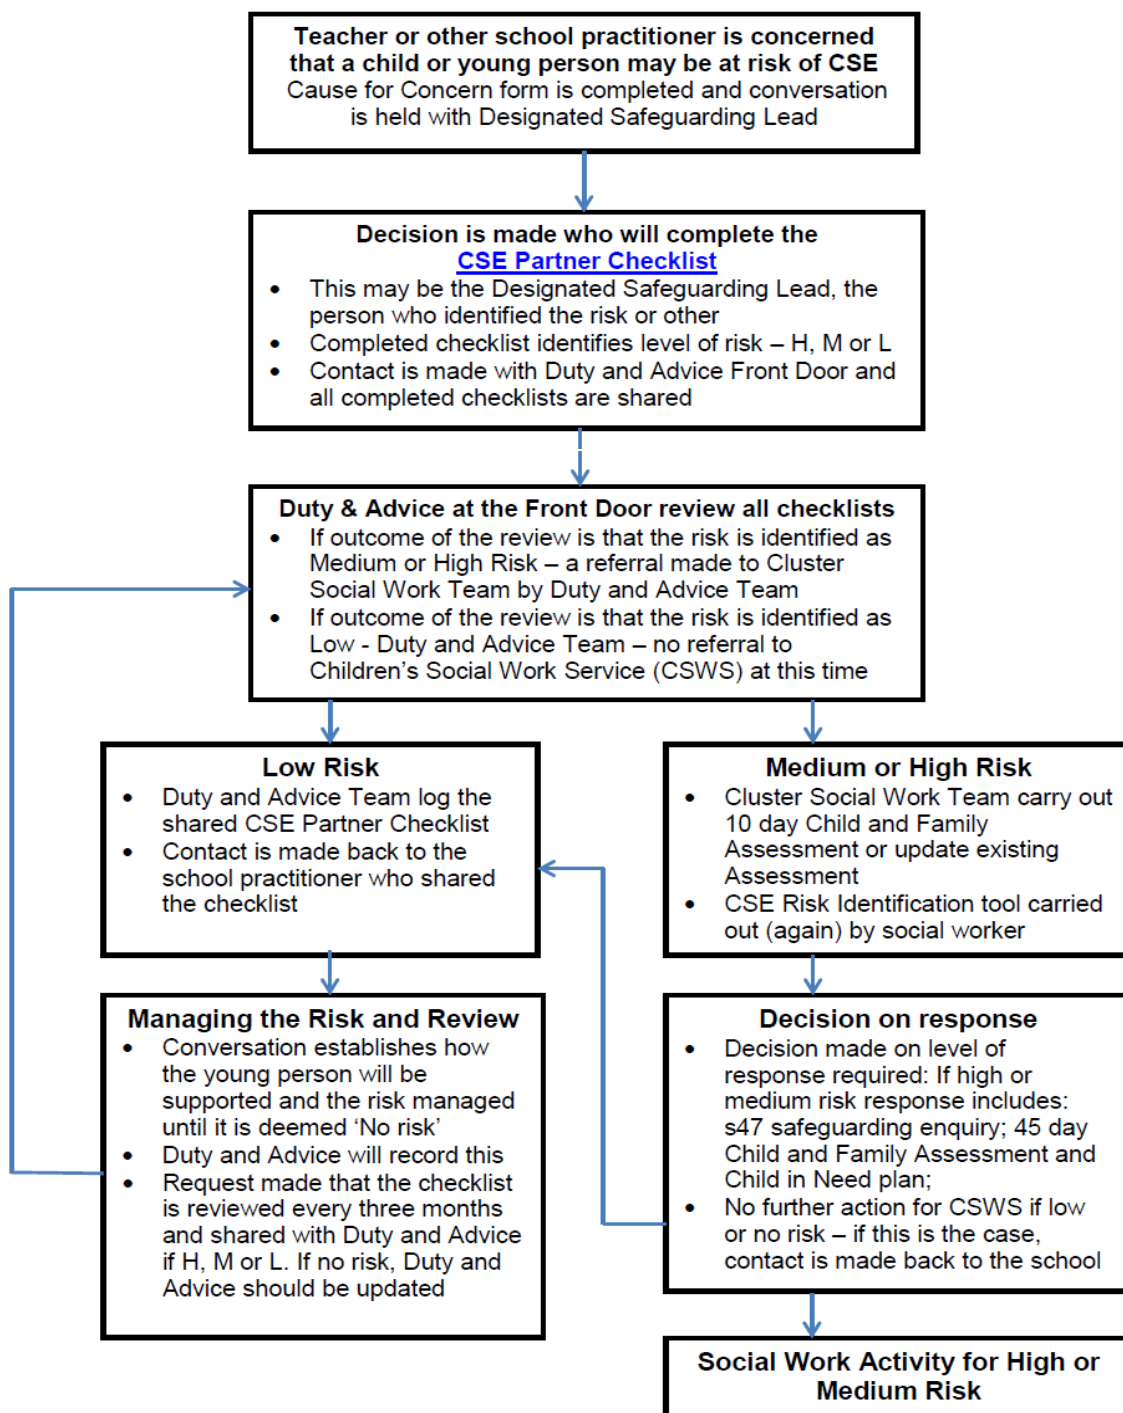 Teacher or other school practitioner is concerned
that a child or young person may be at risk of CSE
Cause for Concern form is completed and conversation
is held with Designated Safeguarding Lead
Decision is made who will complete the
CSE Partner Checklist
• This may be the Designated Safeguarding Lead, the
person who identified the risk or other
• Completed checklist identifies level of risk – H, M or L
• Contact is made with Duty and Advice Front Door and
all completed checklists are shared
Duty & Advice at the Front Door review all checklists
• If outcome of the review is that the risk is identified as
Medium or High Risk – a referral made to Cluster
Social Work Team by Duty and Advice Team
• If outcome of the review is that the risk is identified as
Low - Duty and Advice Team – no referral to
Children's Social Work Service (CSWS) at this time
Low Risk
• Duty and Advice Team log the
shared CSE Partner Checklist
• Contact is made back to the
school practitioner who shared
the checklist
Medium or High Risk
• Cluster Social Work Team carry out
10 day Child and Family
Assessment or update existing
Assessment
• CSE Risk Identification tool carried
out (again) by social worker
Managing the Risk and Review
• Conversation establishes how
the young person will be
supported and the risk managed
until it is deemed 'No risk'
• Duty and Advice will record this
• Request made that the checklist
is reviewed every three months
and shared with Duty and Advice
if H, M or L. If no risk, Duty and
Advice should be updated
Decision on response
• Decision made on level of
response required: If high or
medium risk response includes:
s47 safeguarding enquiry; 45 day
Child and Family Assessment and
Child in Need plan;
• No further action for CSWS if low
or no risk – if this is the case,
contact is made back to the school
Social Work Activity for High or
Medium Risk